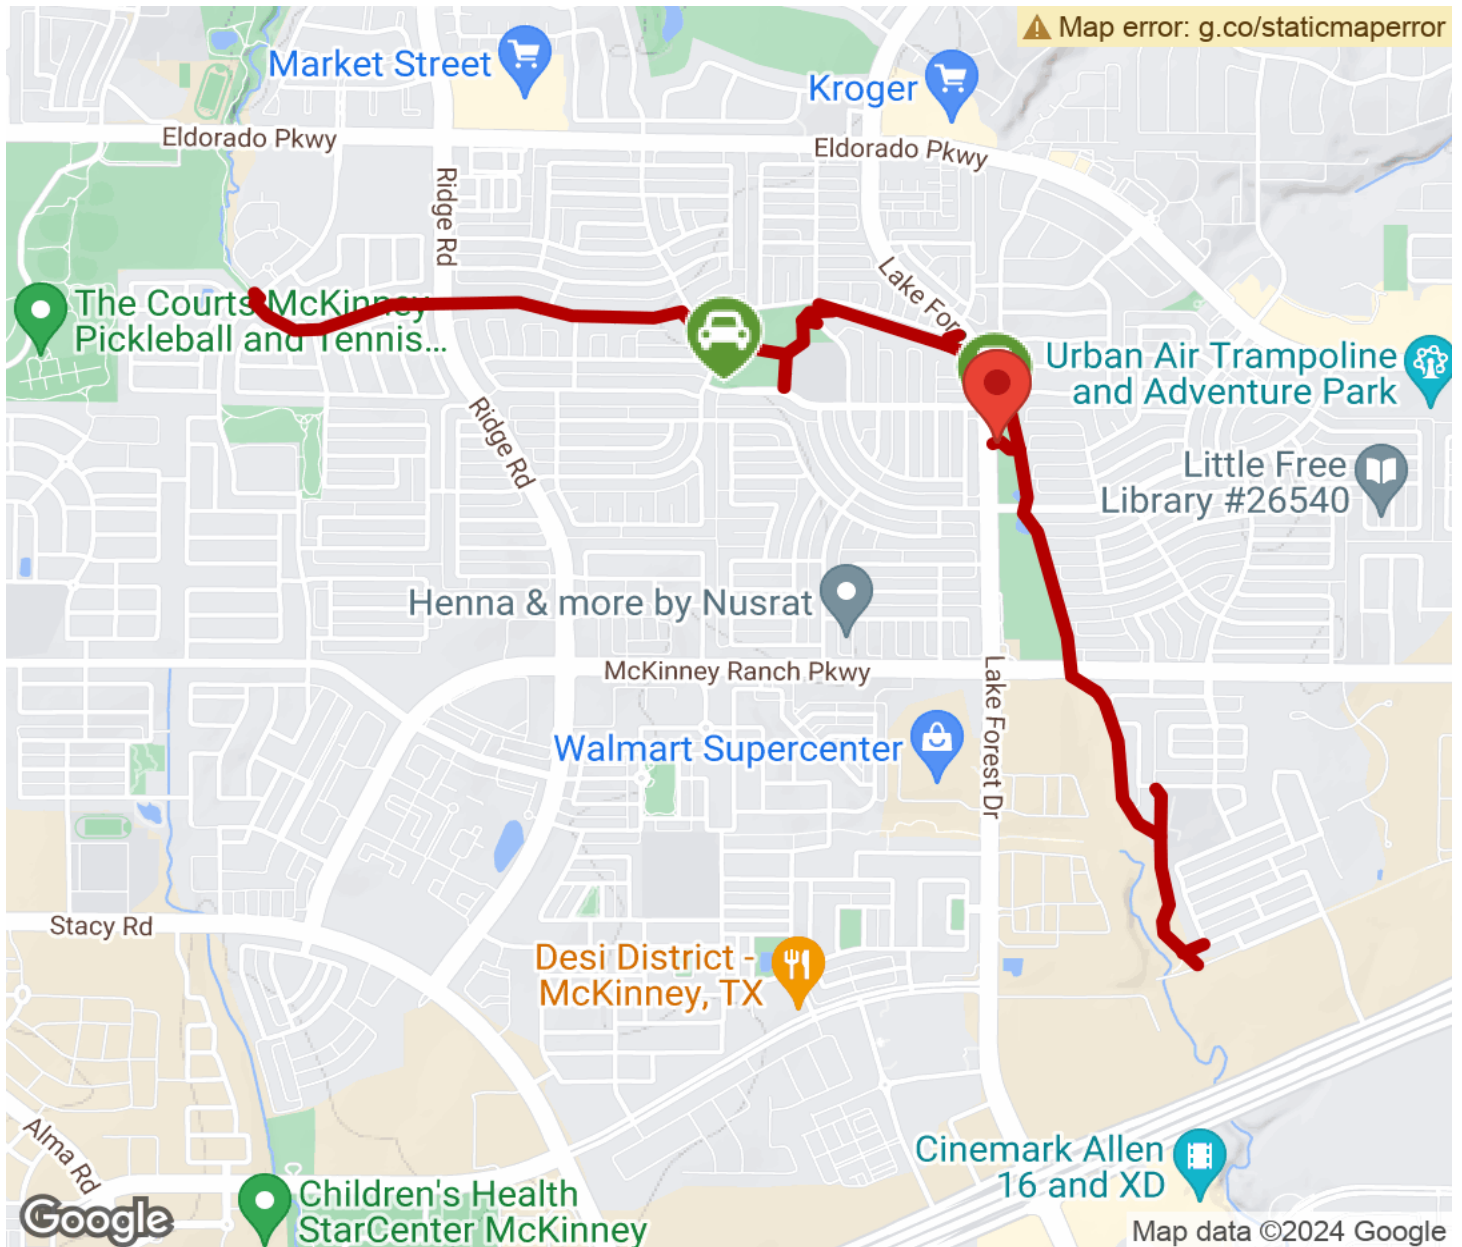 Map error: g.co/staticmaperror
Market Street
Kroger
Eldorado Pkwy
Eldorado Pkwy
Ridge Rd
Lake For
The Courts McKinney
Pickleball and Tennis...
Urban Air Trampoline
and Adventure Park
Ridge Rd
Little Free
Library #26540
Henna & more by Nusrat
McKinney Ranch Pkwy
Lake Forest Dr
Walmart Supercenter
Stacy Rd
Desi District -
McKinney, TX
Alma Rd
Cinemark Allen
16 and XD
Children's Health
StarCenter McKinney
Google
Map data ©2024 Google